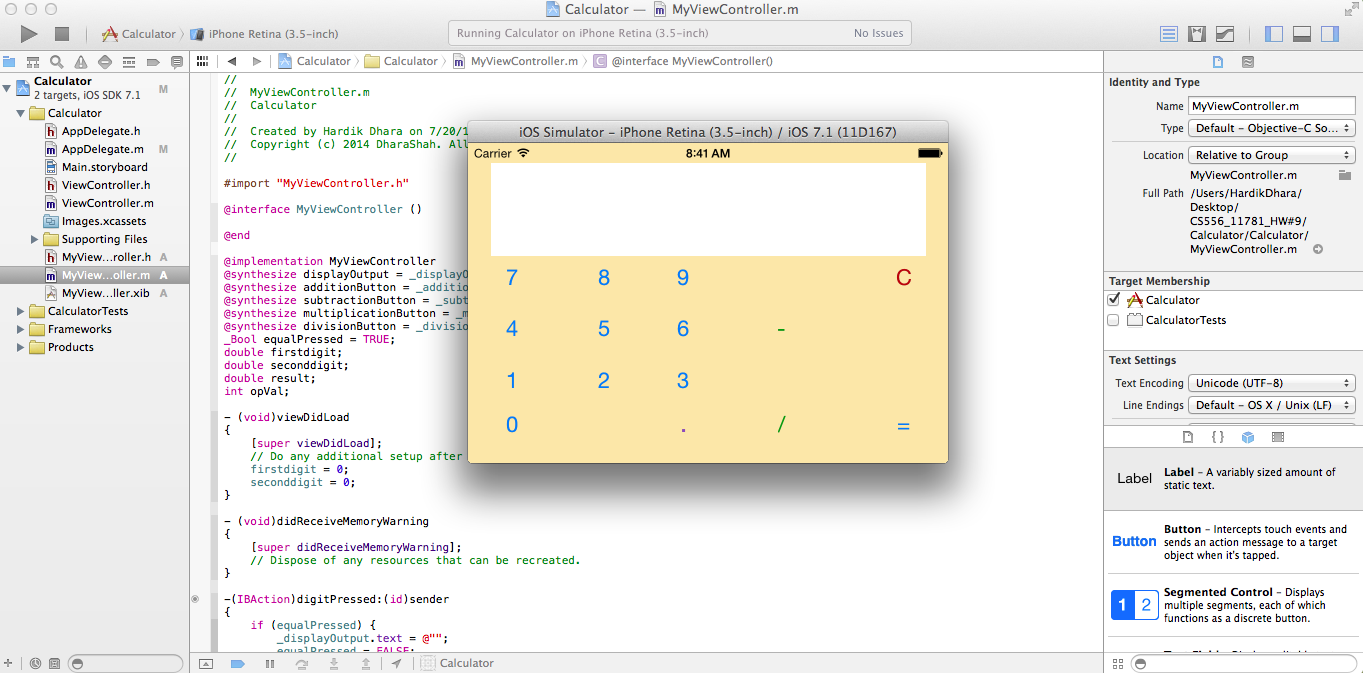 Calculator — MyViewController.m
Calculator
iPhone Retina (3.5-inch)
Running Calculator on iPhone Retina (3.5-inch)
No Issues
Calculator
2 targets, iOS SDK 7.1
M
Calculator
AppDelegate.h
AppDelegate.m M
Main.storyboard
ViewController.h
ViewController.m
Images.xcassets
Supporting Files
MyView...roller.h A
MyView...oller.m A
MyView...ller.xib A
CalculatorTests
Frameworks
Products
Calculator
Calculator
MyViewController.m
@interface MyViewController()
//
// MyViewController.m
// Calculator
//
// Created by Hardik Dhara on 7/20/1
// Copyright (c) 2014 DharaShah. All
//
#import "MyViewController.h"
@interface MyViewController ()
@end
@implementation MyViewController
@synthesize displayOutput = _displayO
@synthesize additionButton = _additio
@synthesize subtractionButton = _subt
@synthesize multiplicationButton = _m
@synthesize divisionButton = _divisio
_Bool equalPressed = TRUE;
double firstdigit;
double seconddigit;
double result;
int opVal;
- (void)viewDidLoad
{
[super viewDidLoad];
// Do any additional setup after
firstdigit = 0;
seconddigit = 0;
}
- (void)didReceiveMemoryWarning
{
[super didReceiveMemoryWarning];
// Dispose of any resources that can be recreated.
}
-(IBAction)digitPressed:(id)sender
{
if (equalPressed) {
_displayOutput.text = @"";
equalPressed = FALSE;
Calculator
iOS Simulator - iPhone Retina (3.5-inch) / iOS 7.1 (11D167)
Carrier
8:41 AM
7 8 9 C
4 5 6 -
1 2 3
0 . / =
Identity and Type
Name MyViewController.m
Type Default - Objective-C So...
Location Relative to Group
MyViewController.m
Full Path /Users/HardikDhara/
Desktop/
CS556_11781_HW#9/
Calculator/Calculator/
MyViewController.m
Target Membership
Calculator
CalculatorTests
Text Settings
Text Encoding Unicode (UTF-8)
Line Endings Default - OS X / Unix (LF)
{ }
Label
Label - A variably sized amount of
static text.
Button
Button - Intercepts touch events and
sends an action message to a target
object when it's tapped.
1 2
Segmented Control - Displays
multiple segments, each of which
functions as a discrete button.